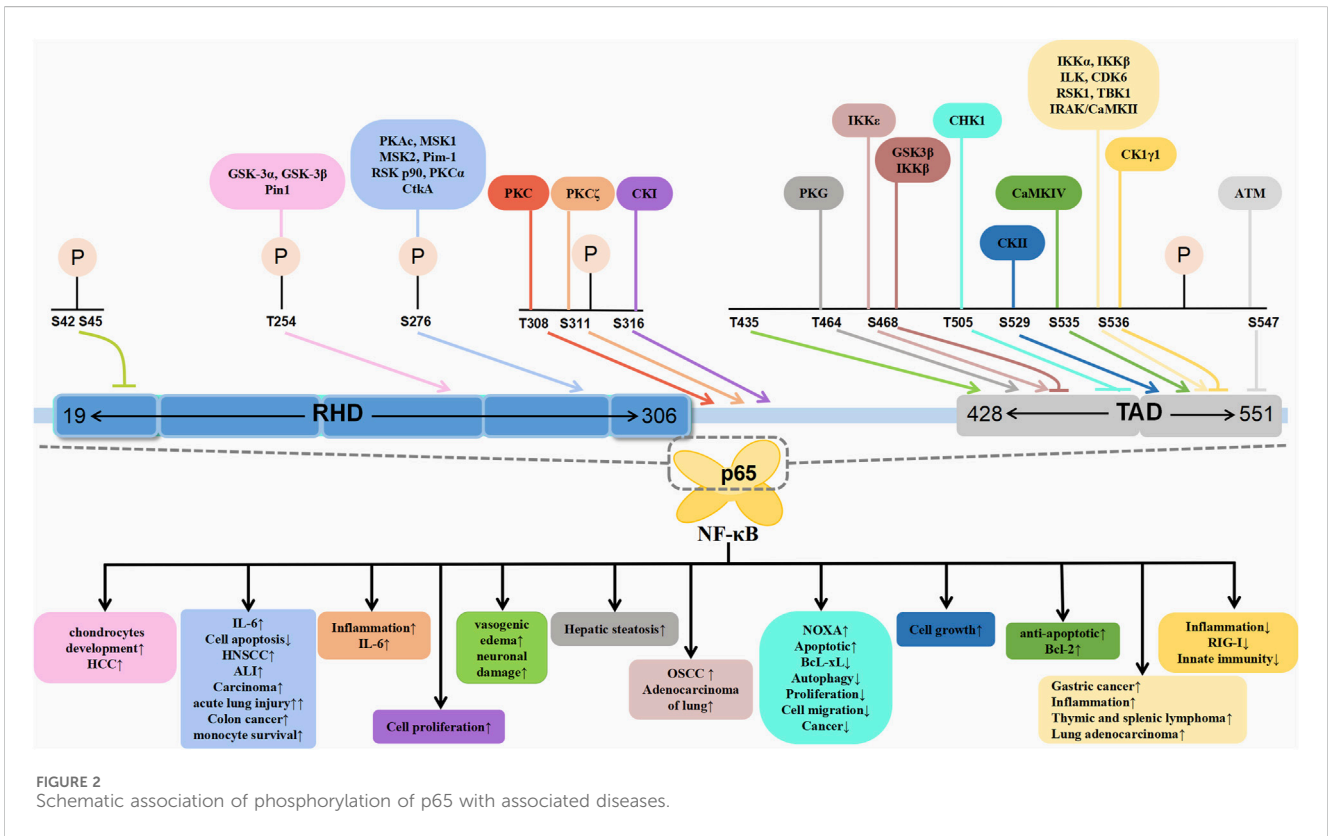 IKKα, IKKβ
ILK, CDK6
RSK1, TBK1
IRAK/CaMKII
PKAc, MSK1
MSK2, Pim-1
RSK p90, PKCα
CtkA
IKKε
CHK1
GSK3β
IKKβ
CK1γ1
GSK-3α, GSK-3β
Pin1
PKC
PKCζ
CKI
PKG
CaMKIV
ATM
CKII
P
P
P
P
P
S42 S45
T254
S276
T308
S311
S316
T435
T464
S468
T505
S529
S535
S536
S547
19
RHD
306
428
TAD
551
p65
NF-κB
chondrocytes
development↑
HCC↑
IL-6↑
Cell apoptosis↓
HNSCC↑
ALI↑
Carcinoma↑
acute lung injury↑↑
Colon cancer↑
monocyte survival↑
Inflammation↑
IL-6↑
Cell proliferation↑
vasogenic
edema↑
neuronal
damage↑
Hepatic steatosis↑
OSCC ↑
Adenocarcinoma
of lung↑
NOXA↑
Apoptotic↑
BcL-xL↓
Autophagy↓
Proliferation↓
Cell migration↓
Cancer↓
Cell growth↑
anti-apoptotic↑
Bcl-2↑
Gastric cancer↑
Inflammation↑
Thymic and splenic lymphoma↑
Lung adenocarcinoma↑
Inflammation↓
RIG-I↓
Innate immunity↓
FIGURE 2
Schematic association of phosphorylation of p65 with associated diseases.